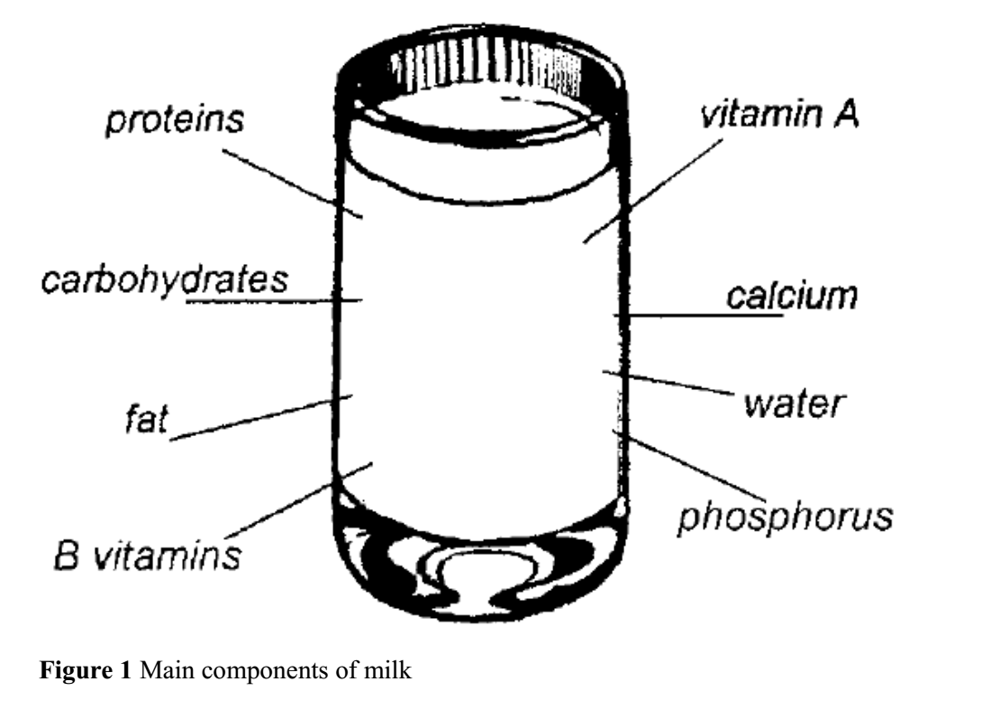 proteins
vitamin A
carbohydrates
calcium
fat
water
phosphorus
B vitamins
Figure 1 Main components of milk